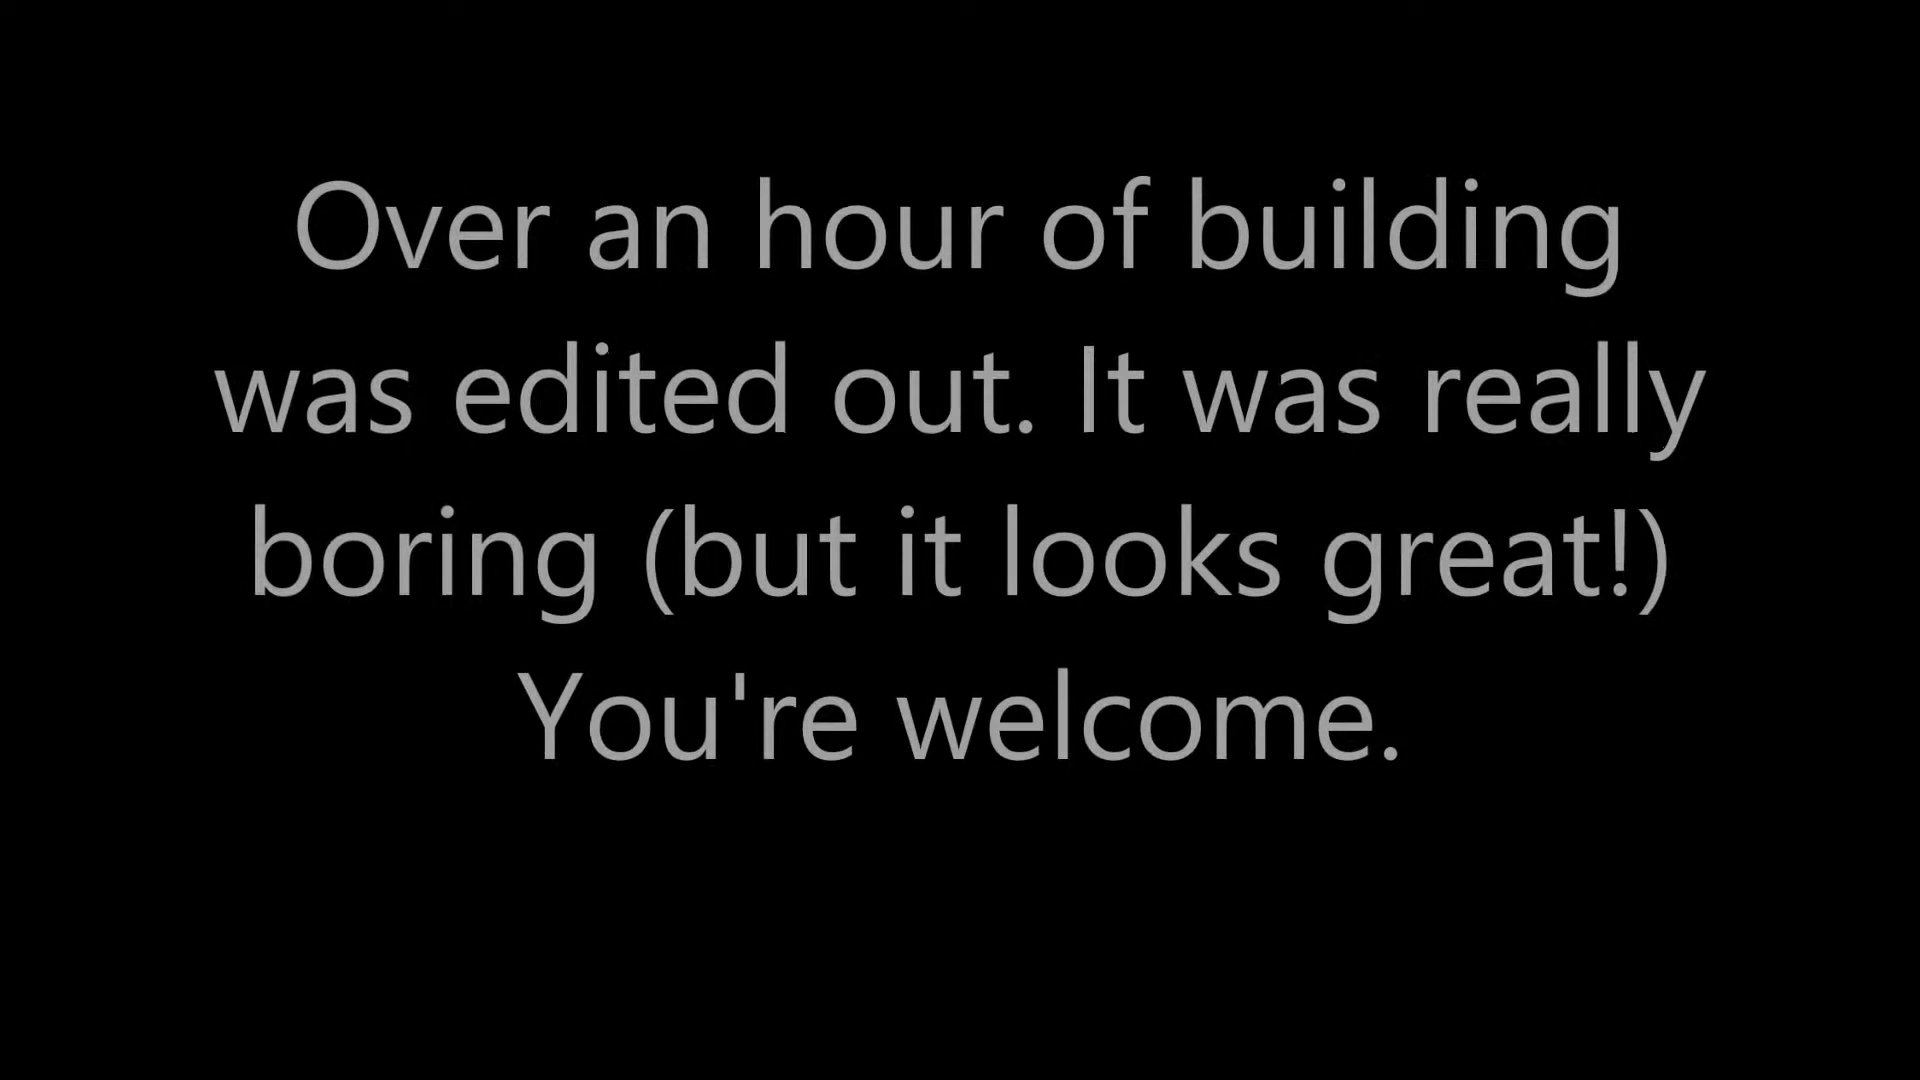 Over an hour of building
was edited out. It was really
boring (but it looks great!)
You're welcome.